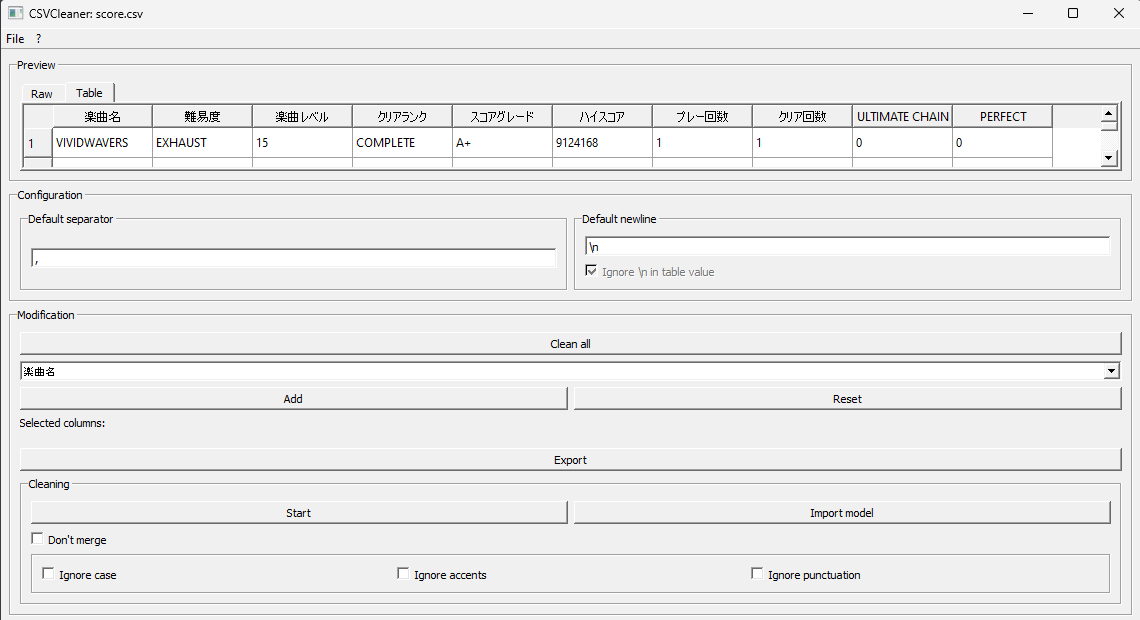 CSVCleaner: score.csv
File ?
Preview
Raw Table
楽曲名 難易度 楽曲レベル クリアランク スコアグレード ハイスコア プレー回数 クリア回数 ULTIMATE CHAIN PERFECT
1 VIVIDWAVERS EXHAUST 15 COMPLETE A+ 9124168 1 1 0 0
Configuration
Default separator
,
Default newline
\n
Ignore \n in table value
Modification
Clean all
楽曲名
Add Reset
Selected columns:
Export
Cleaning
Start Import model
Don't merge
Ignore case Ignore accents Ignore punctuation